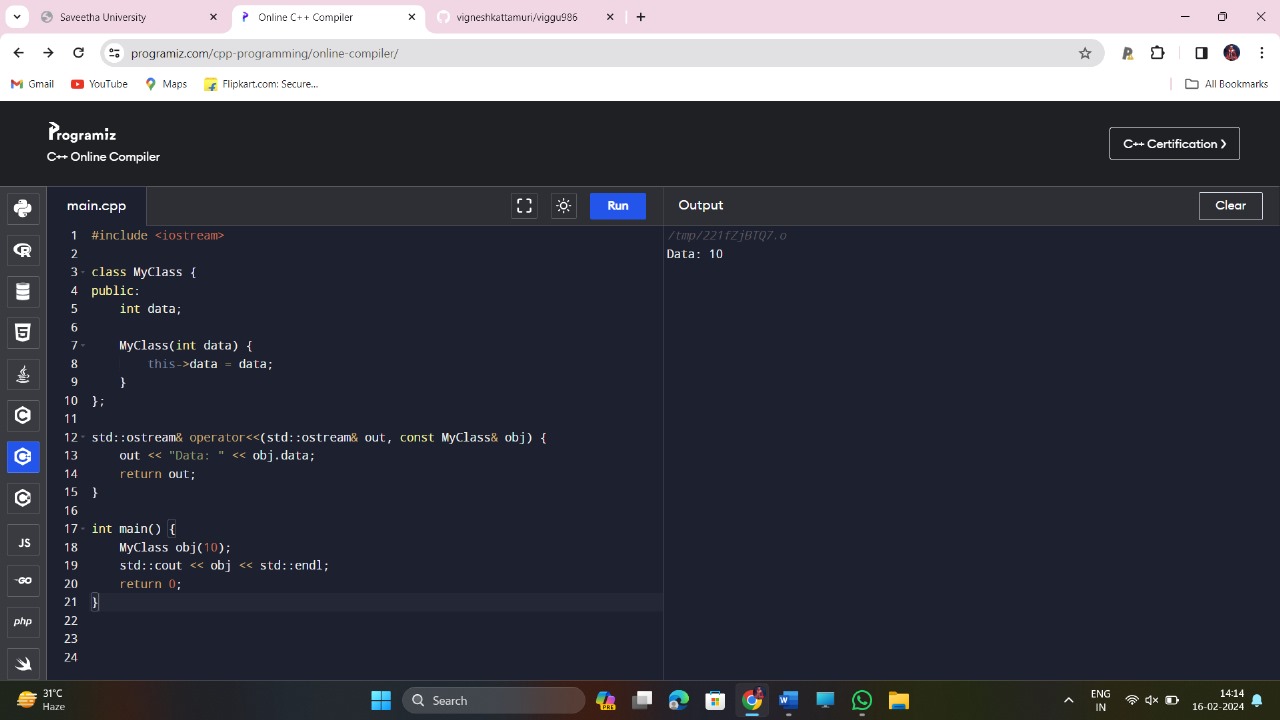 Saveetha University
Online C++ Compiler
vigneshkattamuri/viggu986
programiz.com/cpp-programming/online-compiler/
Gmail
YouTube
Maps
Flipkart.com: Secure...
All Bookmarks
Programiz
C++ Online Compiler
C++ Certification >
main.cpp
Run
Output
Clear
1 #include <iostream>
2
3 class MyClass {
4 public:
5     int data;
6
7     MyClass(int data) {
8         this->data = data;
9     }
10 };
11
12 std::ostream& operator<<(std::ostream& out, const MyClass& obj) {
13     out << "Data: " << obj.data;
14     return out;
15 }
16
17 int main() {
18     MyClass obj(10);
19     std::cout << obj << std::endl;
20     return 0;
21 }
22
23
24
/tmp/221fZjBTQ7.o
Data: 10
JS
GO
php
31°C
Haze
Search
PRE
ENG
IN
14:14
16-02-2024